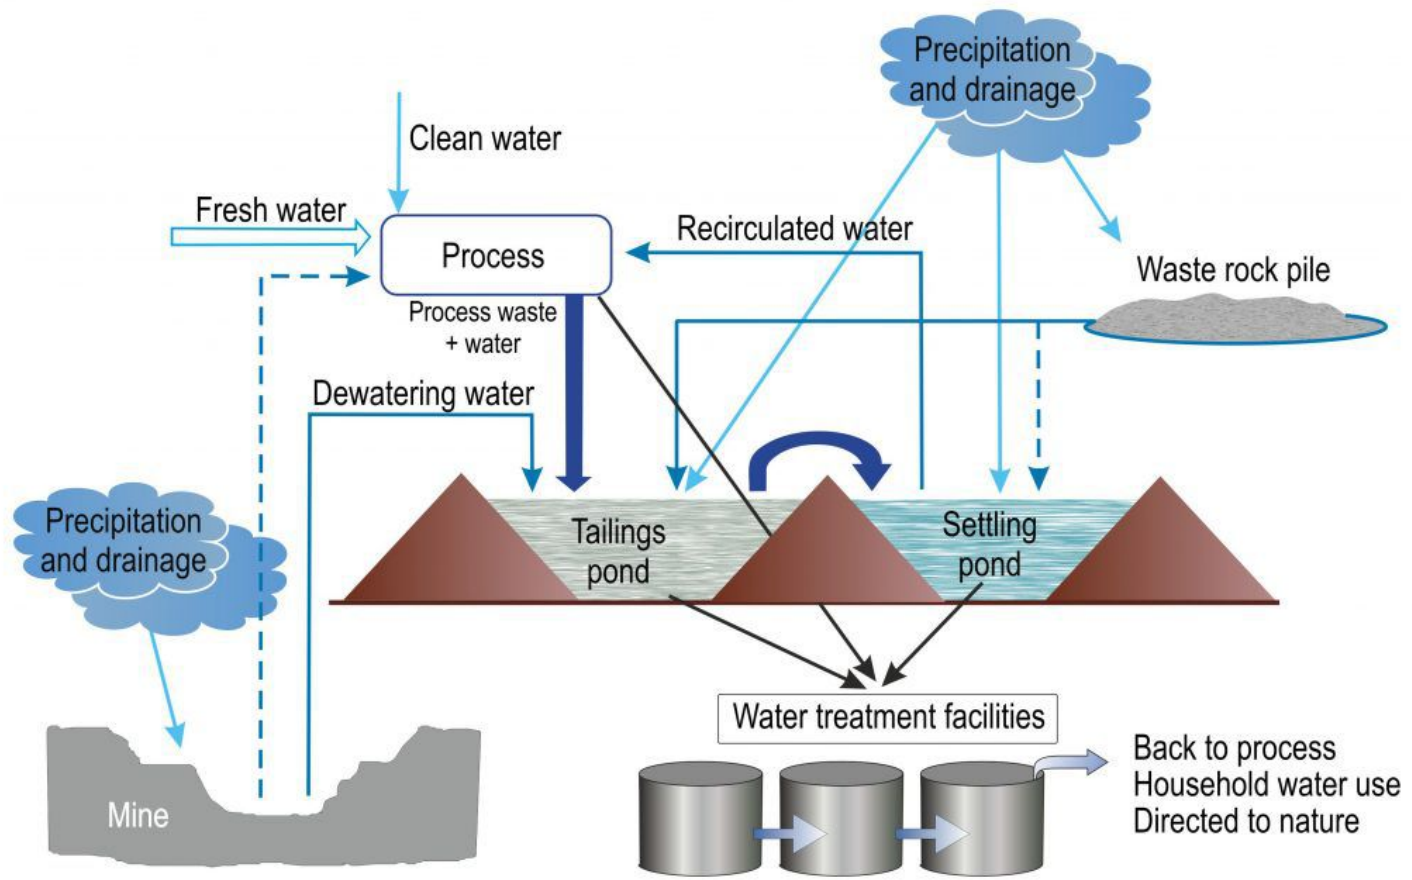 Precipitation
and drainage
Clean water
Fresh water
Process
Recirculated water
Waste rock pile
Process waste
+ water
Dewatering water
Precipitation
and drainage
Tailings
pond
Settling
pond
Mine
Water treatment facilities
Back to process
Household water use
Directed to nature